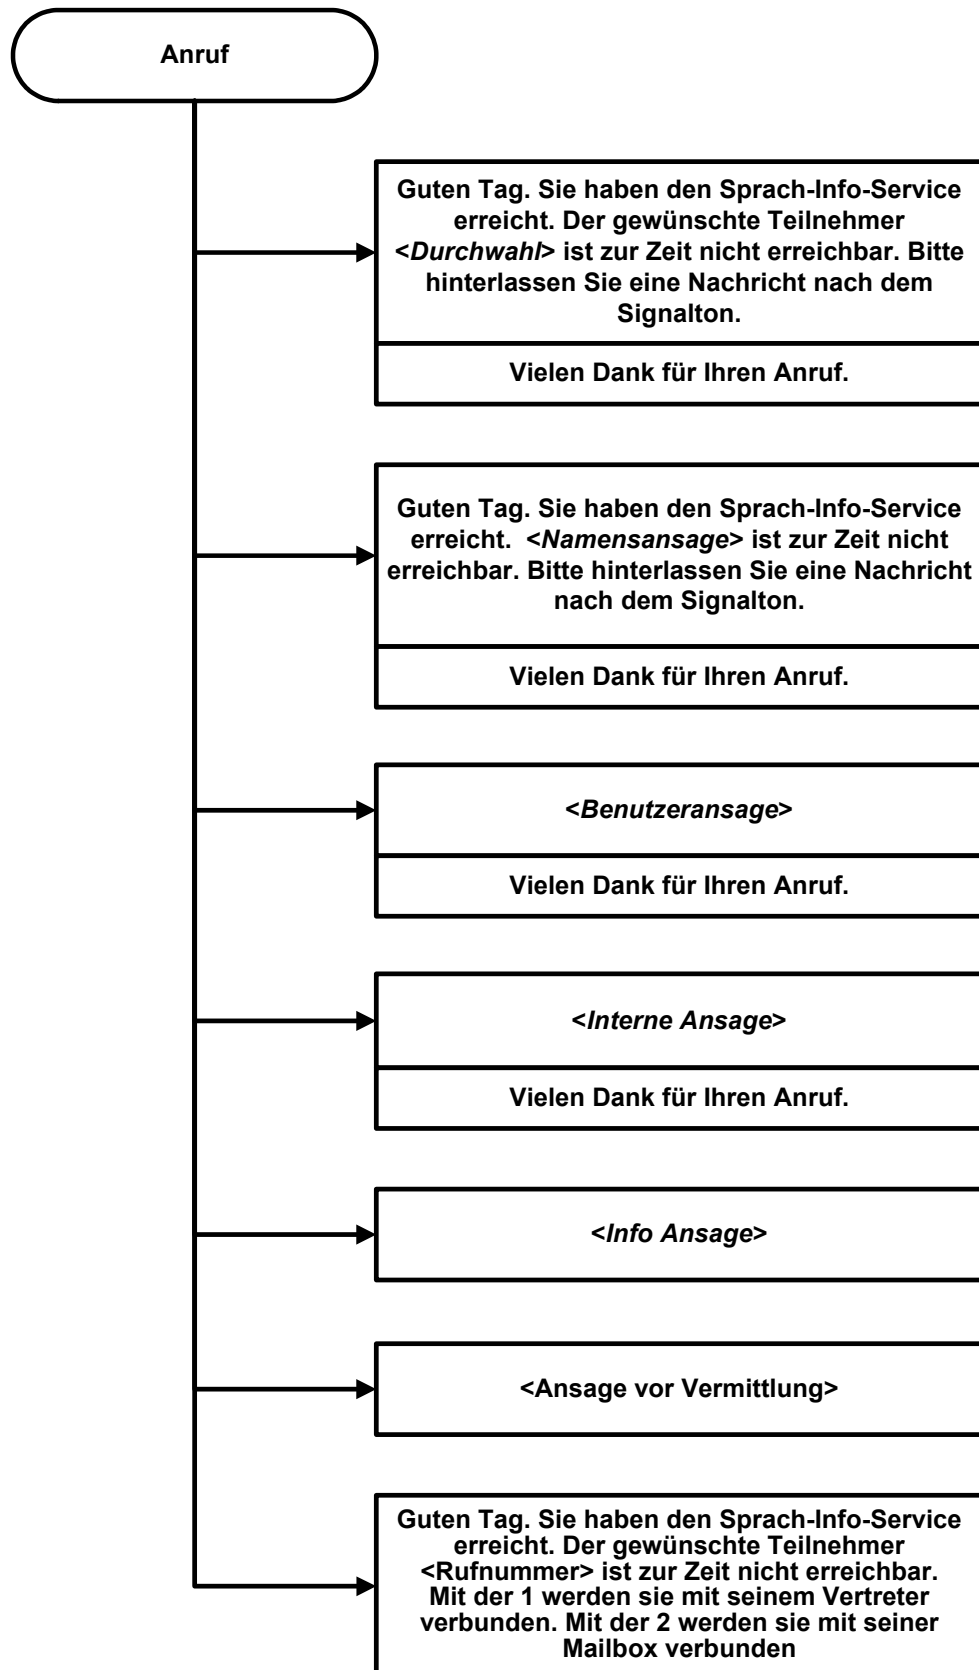 Anruf
Guten Tag. Sie haben den Sprach-Info-Service
erreicht. Der gewünschte Teilnehmer
<Durchwahl> ist zur Zeit nicht erreichbar. Bitte
hinterlassen Sie eine Nachricht nach dem
Signalton.
Vielen Dank für Ihren Anruf.
Guten Tag. Sie haben den Sprach-Info-Service
erreicht. <Namensansage> ist zur Zeit nicht
erreichbar. Bitte hinterlassen Sie eine Nachricht
nach dem Signalton.
Vielen Dank für Ihren Anruf.
<Benutzeransage>
Vielen Dank für Ihren Anruf.
<Interne Ansage>
Vielen Dank für Ihren Anruf.
<Info Ansage>
<Ansage vor Vermittlung>
Guten Tag. Sie haben den Sprach-Info-Service
erreicht. Der gewünschte Teilnehmer
<Rufnummer> ist zur Zeit nicht erreichbar.
Mit der 1 werden sie mit seinem Vertreter
verbunden. Mit der 2 werden sie mit seiner
Mailbox verbunden